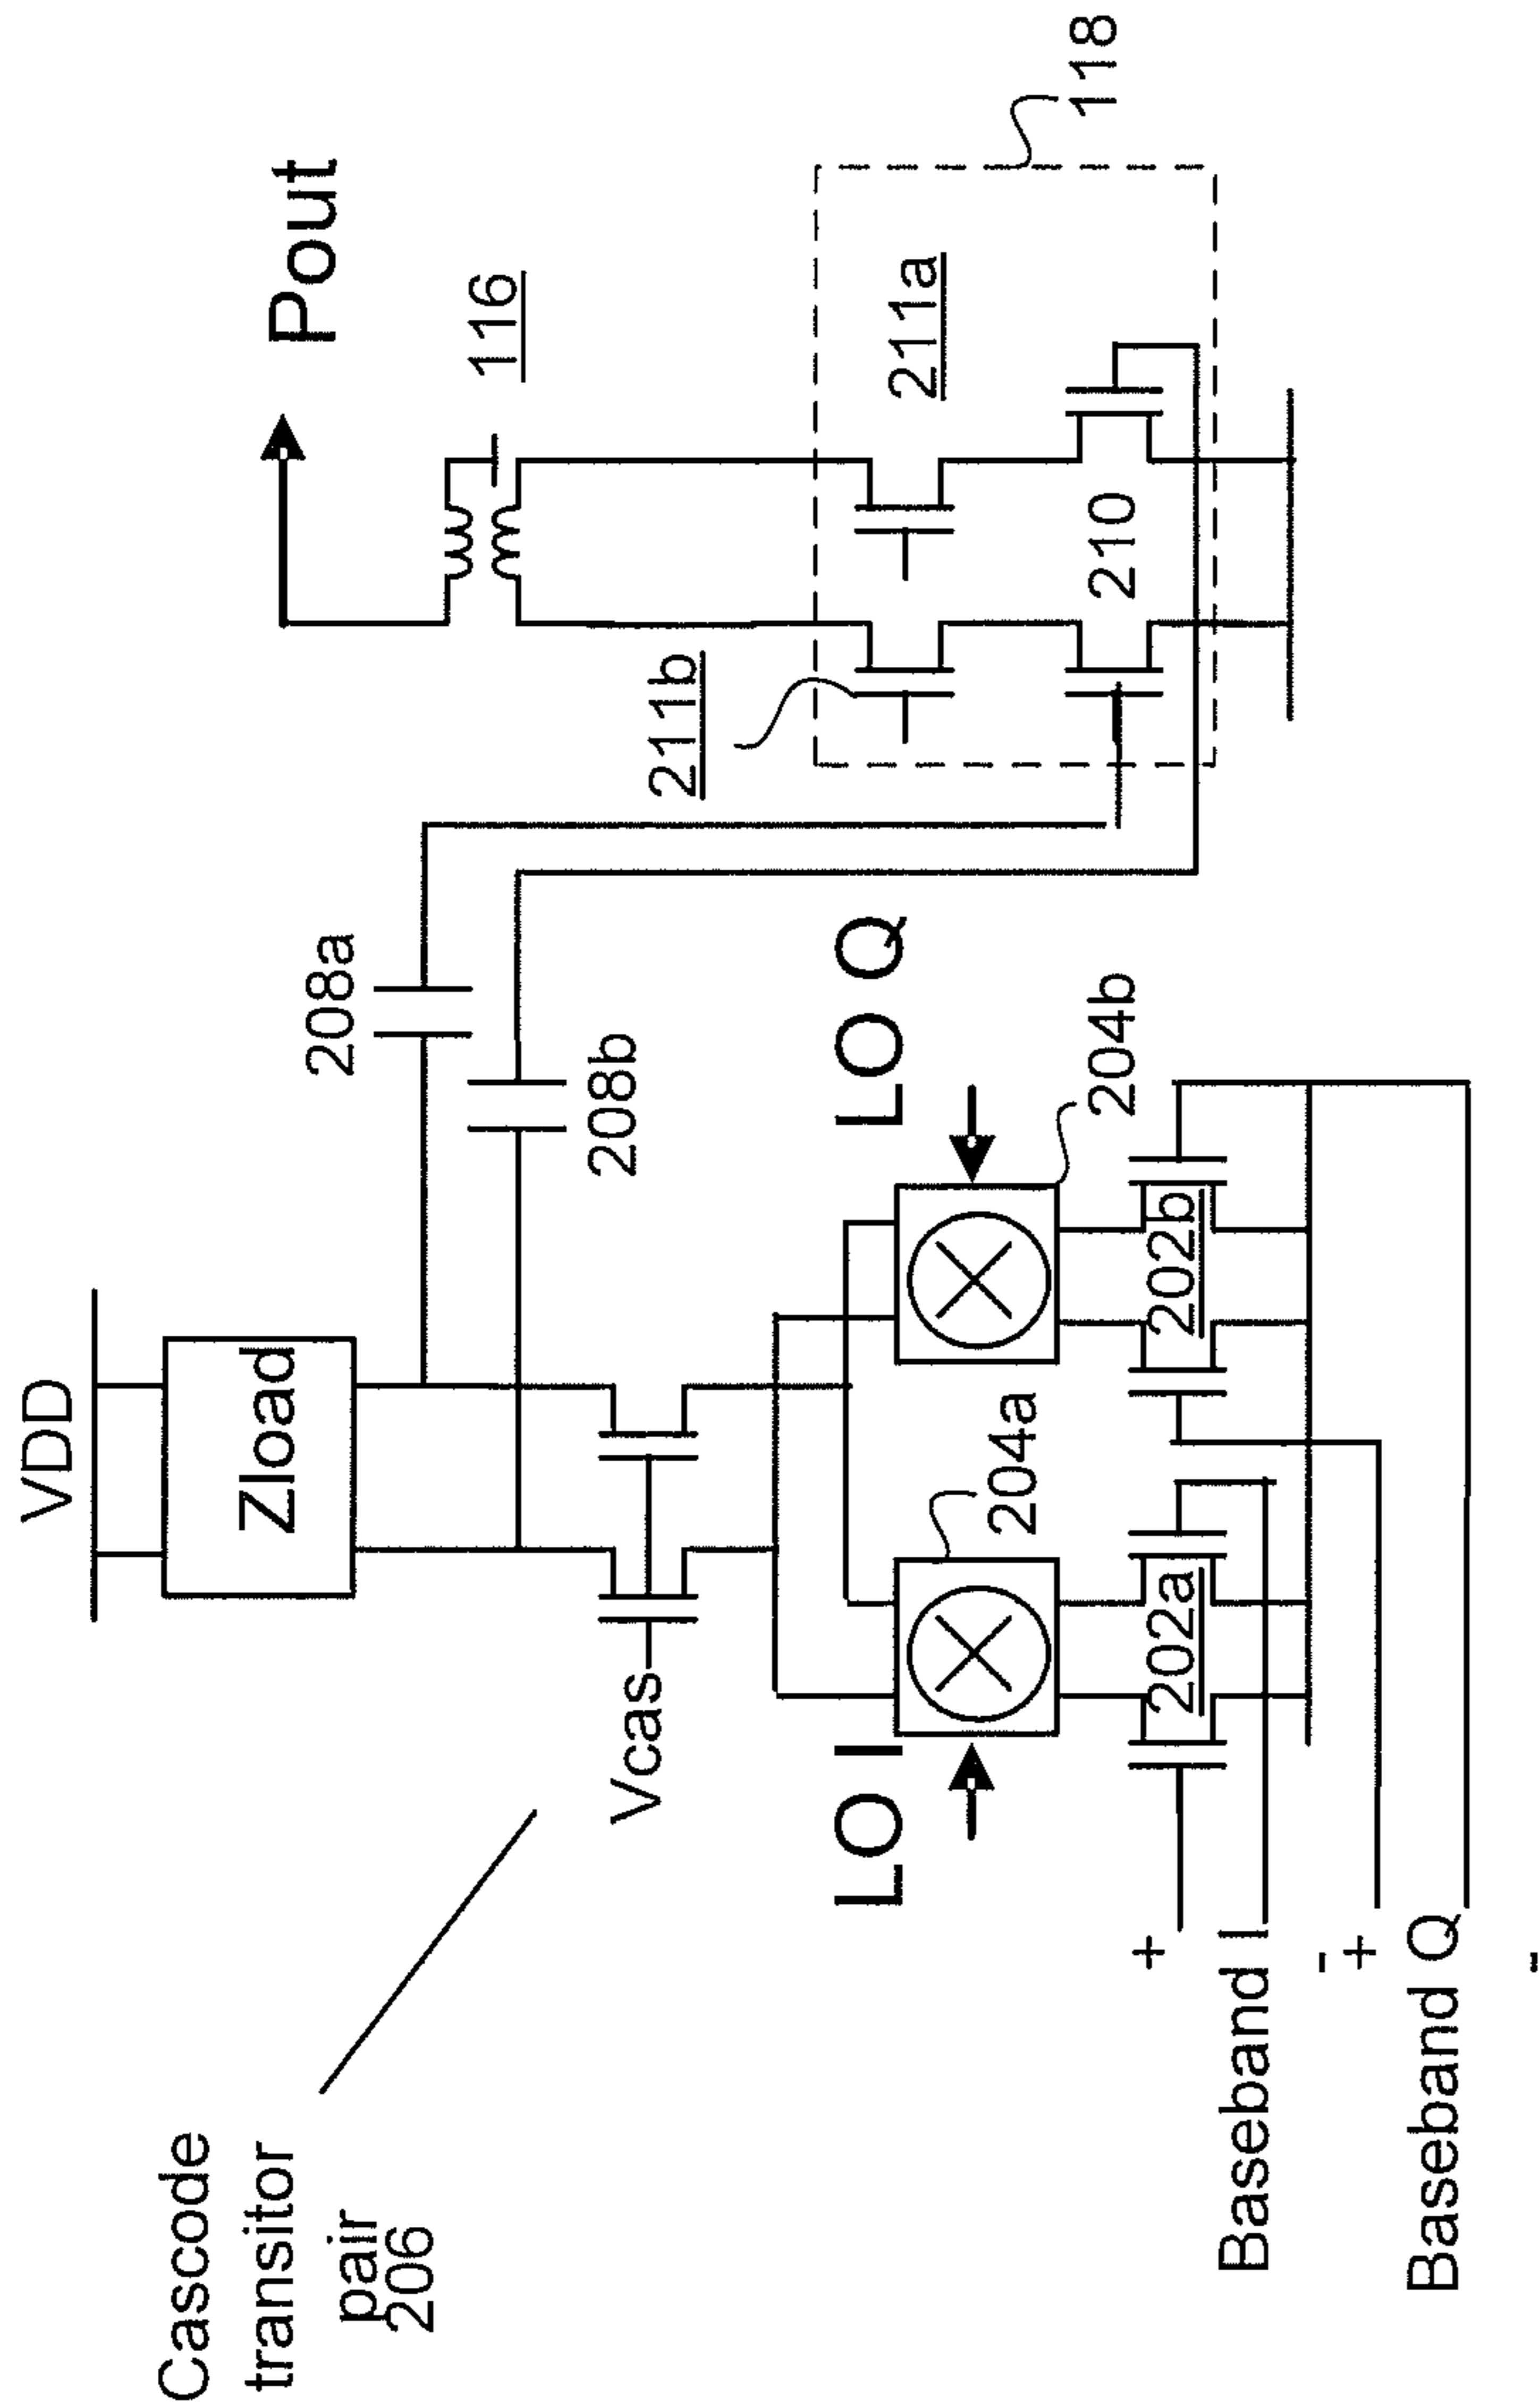 Cascode
transitor
pair
206
VDD
Zload
Vcas
208a
208b
Pout
116
211b
211a
210
118
LO I
LO Q
204a
204b
202a
202b
+
Baseband I
-
+
Baseband Q
-